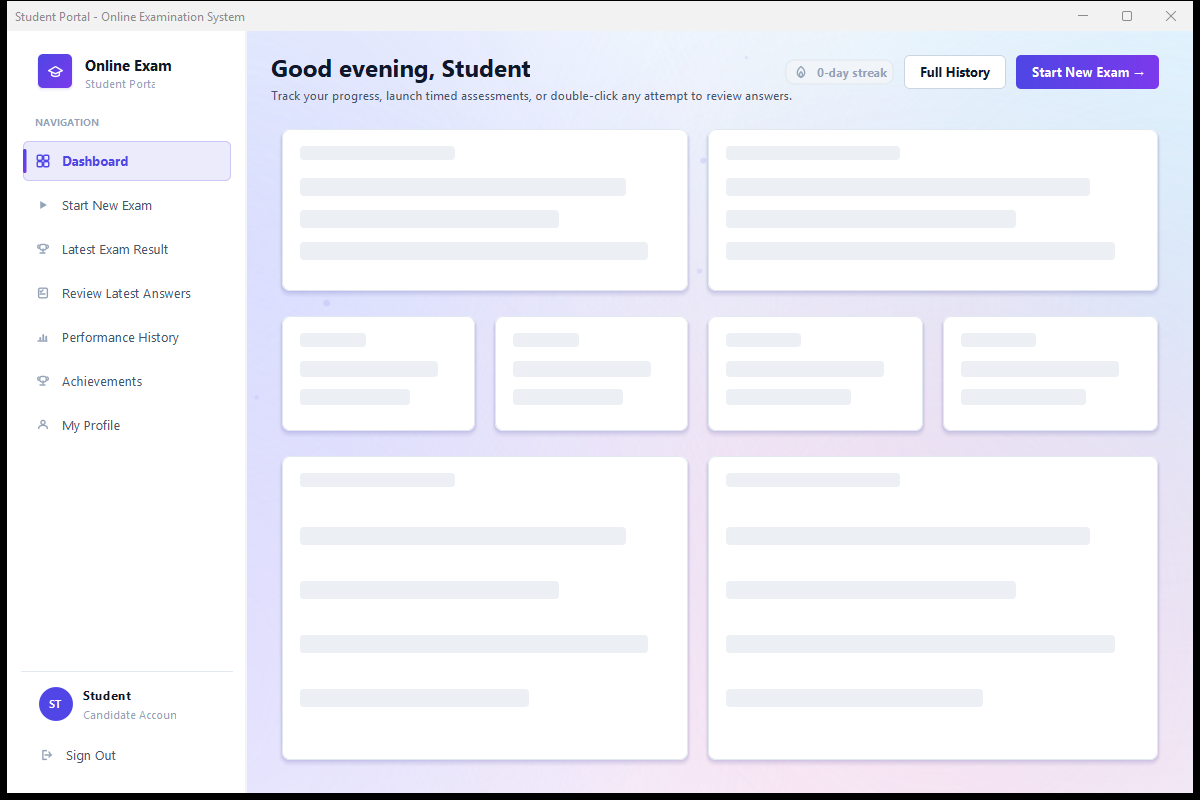 Student Portal - Online Examination System
Online Exam
Student Porta
NAVIGATION
Dashboard
Start New Exam
Latest Exam Result
Review Latest Answers
Performance History
Achievements
My Profile
ST
Student
Candidate Accoun
Sign Out
Good evening, Student
Track your progress, launch timed assessments, or double-click any attempt to review answers.
0-day streak
Full History
Start New Exam →